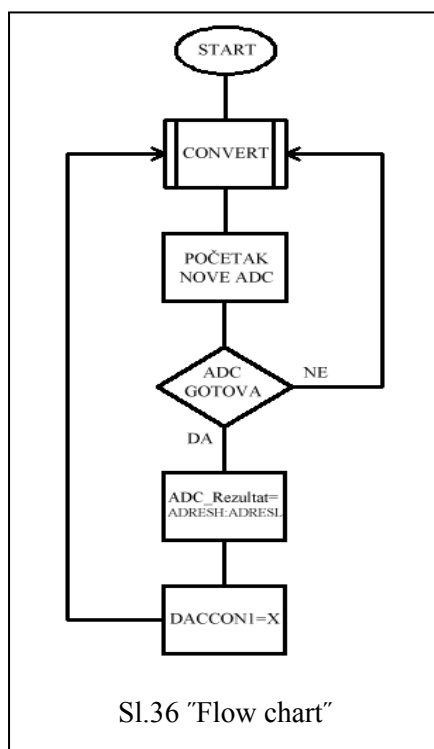 START
CONVERT
POČETAK
NOVE ADC
ADC
GOTOVA
NE
DA
ADC_Rezultat=
ADRESH:ADRESL
DACCON1=X
Sl.36 ˝Flow chart˝